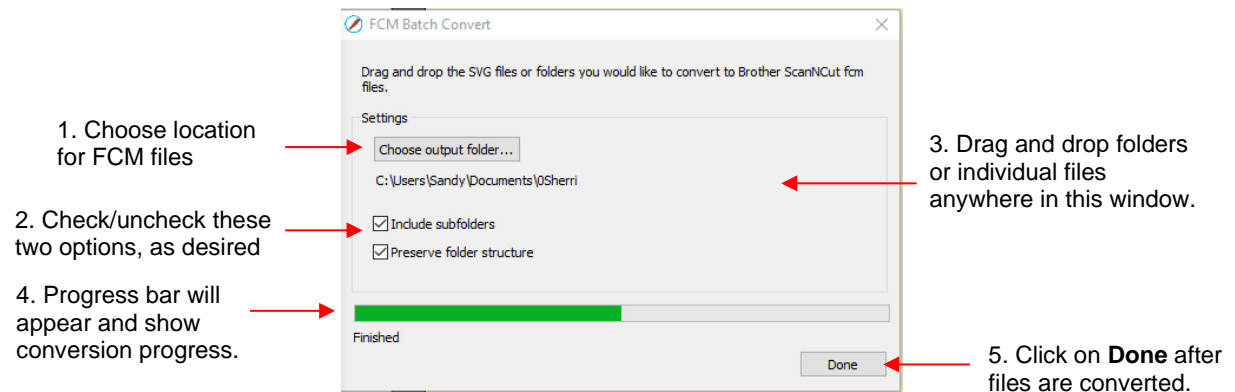 FCM Batch Convert
Drag and drop the SVG files or folders you would like to convert to Brother ScanNCut fcm
files.
Settings
1. Choose location
for FCM files
Choose output folder...
C:\Users\Sandy\Documents\0Sherri
3. Drag and drop folders
or individual files
anywhere in this window.
2. Check/uncheck these
two options, as desired
Include subfolders
Preserve folder structure
4. Progress bar will
appear and show
conversion progress.
Finished
Done
5. Click on Done after
files are converted.